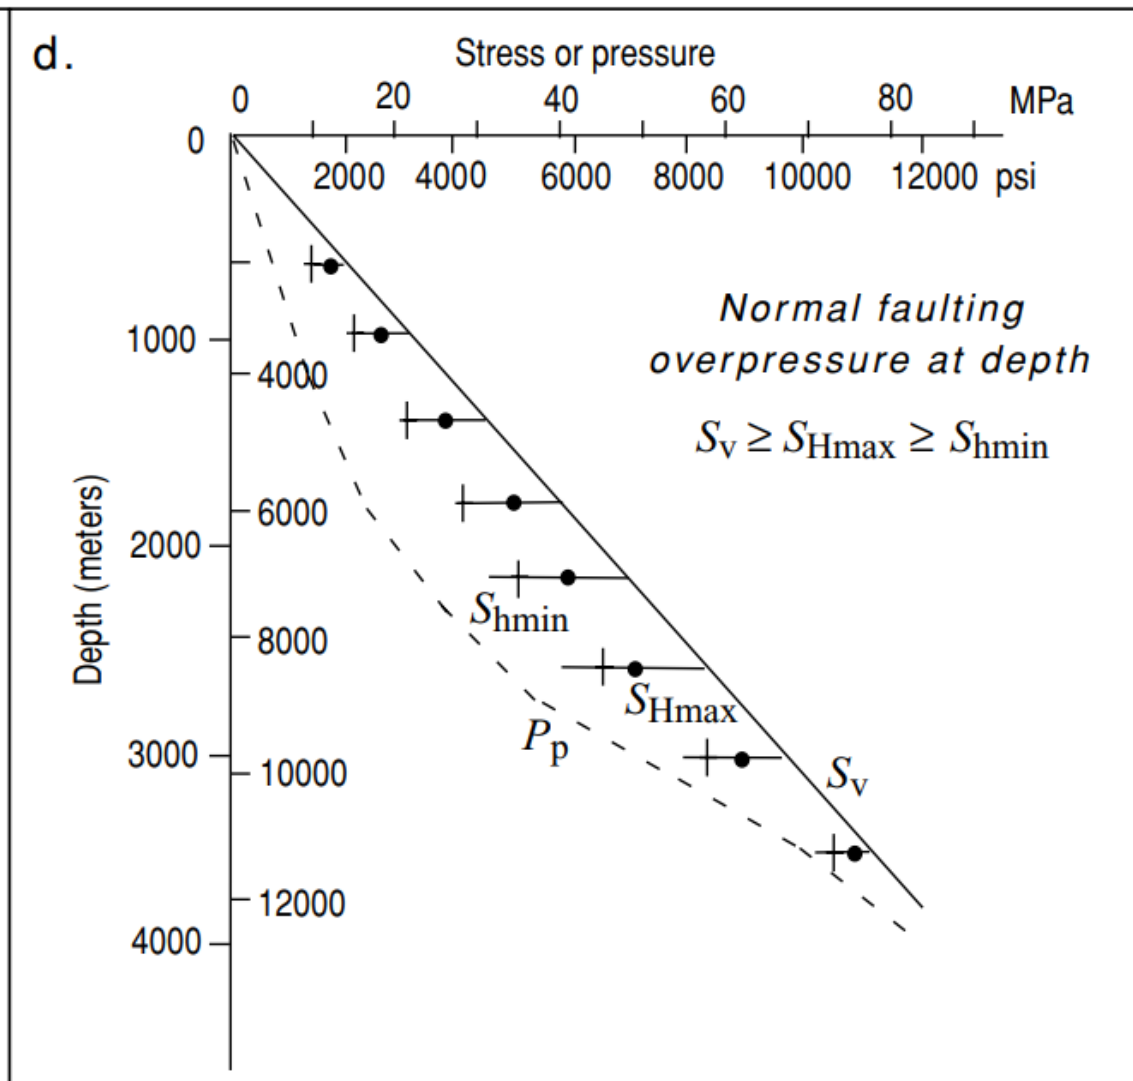 d.
Stress or pressure
0 20 40 60 80 MPa
0
2000 4000 6000 8000 10000 12000 psi
Normal faulting
overpressure at depth
1000
4000
Sv ≥ SHmax ≥ Shmin
Depth (meters)
6000
2000
Shmin
8000
SHmax
Pp
3000
10000
Sv
12000
4000